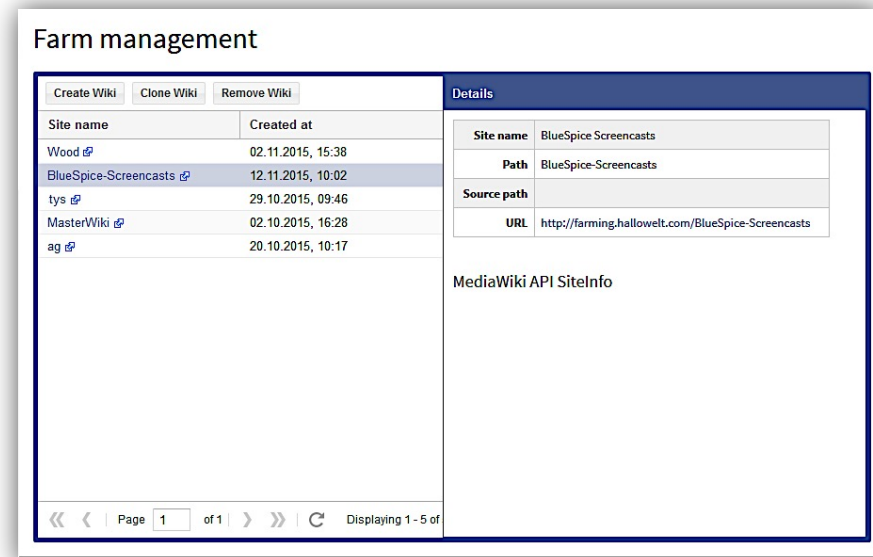 Farm management
Create Wiki Clone Wiki Remove Wiki
Site name Created at
Wood 02.11.2015, 15:38
BlueSpice-Screencasts 12.11.2015, 10:02
tys 29.10.2015, 09:46
MasterWiki 02.10.2015, 16:28
ag 20.10.2015, 10:17
Page 1 of 1 Displaying 1 - 5 of
Details
Site name BlueSpice Screencasts
Path BlueSpice-Screencasts
Source path
URL http://farming.hallowelt.com/BlueSpice-Screencasts
MediaWiki API SiteInfo